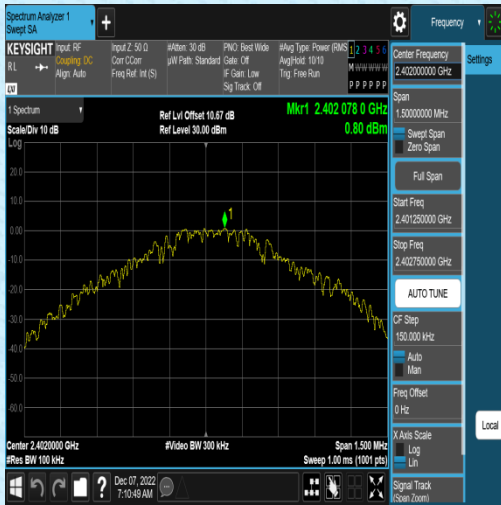 Spectrum Analyzer 1
Swept SA
Frequency
Settings
KEYSIGHT
Input: RF
Input Z: 50 Ω
#Atten: 30 dB
PNO: Best Wide
#Avg Type: Power (RMS
1 2 3 4 5 6
RL
Coupling: DC
Corr CCorr
µW Path: Standard
Gate: Off
Avg|Hold: 10/10
M W W W W W
Align: Auto
Freq Ref: Int (S)
IF Gain: Low
Trig: Free Run
Sig Track: Off
P P P P P P
LXI
1 Spectrum
Ref Lvl Offset 10.67 dB
Mkr1 2.402 078 0 GHz
Scale/Div 10 dB
Ref Level 30.00 dBm
0.80 dBm
Log
20.0
10.0
0.00
1
-10.0
-20.0
-30.0
-40.0
-50.0
-60.0
Center 2.4020000 GHz
#Video BW 300 kHz
Span 1.500 MHz
#Res BW 100 kHz
Sweep 1.00 ms (1001 pts)
Center Frequency
2.402000000 GHz
Span
1.50000000 MHz
Swept Span
Zero Span
Full Span
Start Freq
2.401250000 GHz
Stop Freq
2.402750000 GHz
AUTO TUNE
CF Step
150.000 kHz
Auto
Man
Freq Offset
0 Hz
X Axis Scale
Log
Lin
Signal Track
(Span Zoom)
Local
?
Dec 07, 2022
7:10:49 AM